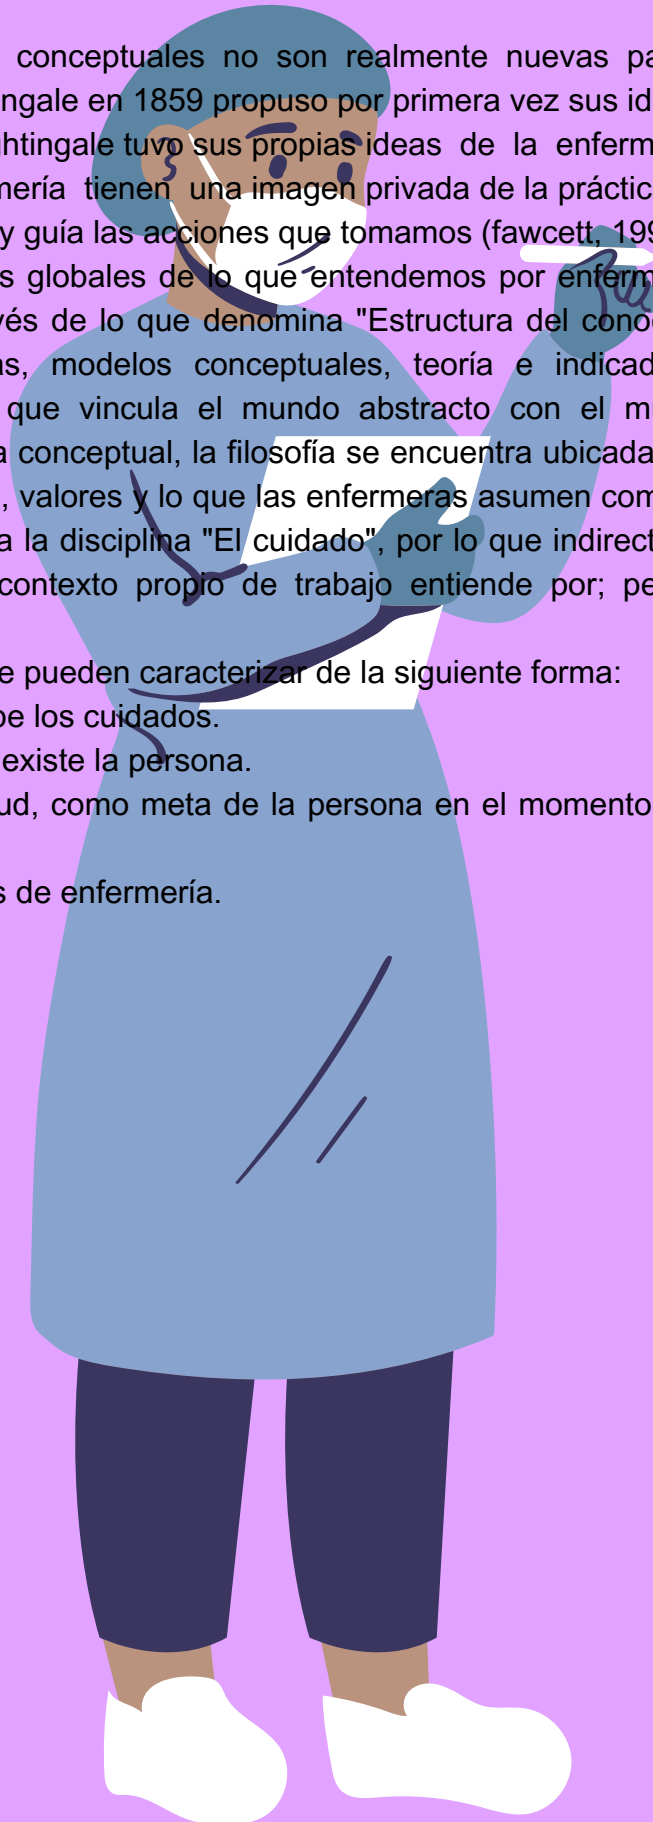 conceptuales no son realmente nuevas pa
ngale en 1859 propuso por primera vez sus id
ghtingale tuvo sus propias ideas de la enferm
mería tienen una imagen privada de la práctic
y guía las acciones que tomamos (fawcett, 199
s globales de lo que entendemos por enferm
vés de lo que denomina "Estructura del cono
as, modelos conceptuales, teoría e indicad
que vincula el mundo abstracto con el m
a conceptual, la filosofía se encuentra ubicada
, valores y lo que las enfermeras asumen com
a la disciplina "El cuidado", por lo que indirect
contexto propio de trabajo entiende por; pe
e pueden caracterizar de la siguiente forma:
be los cuidados.
existe la persona.
ud, como meta de la persona en el momento
s de enfermería.